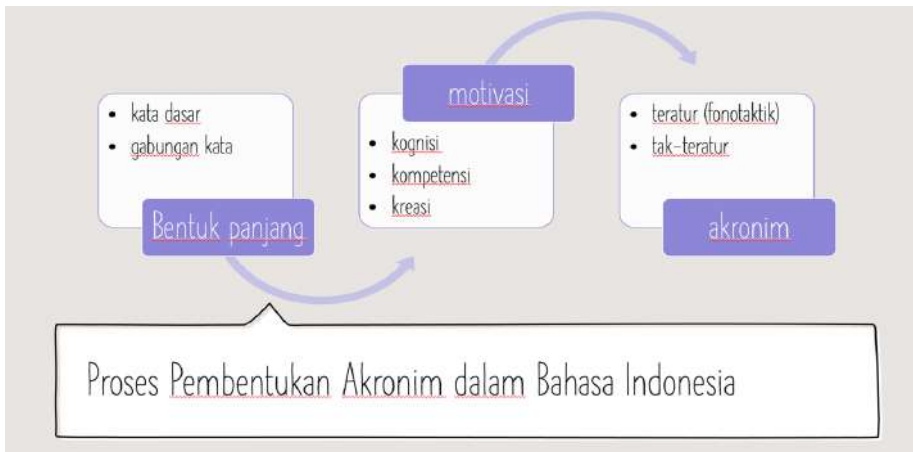 kata dasar
gabungan kata
Bentuk panjang
motivasi
kognisi
kompetensi
kreasi
teratur (fonotaktik)
tak-teratur
akronim
Proses Pembentukan Akronim dalam Bahasa Indonesia